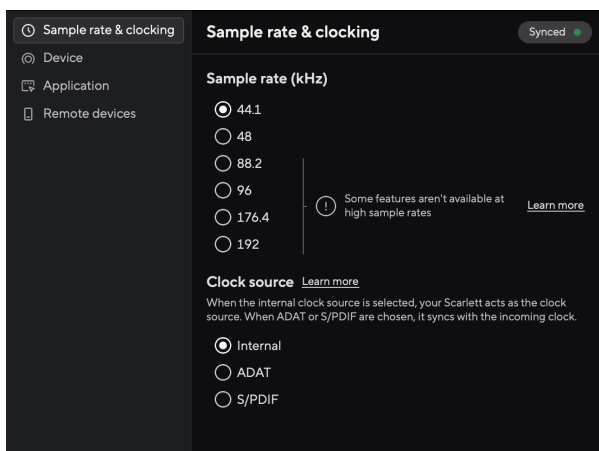 Sample rate & clocking
Device
Application
Remote devices
Sample rate & clocking
Synced
Sample rate (kHz)
44.1
48
88.2
96
176.4
192
Some features aren't available at
high sample rates
Learn more
Clock source Learn more
When the internal clock source is selected, your Scarlett acts as the clock
source. When ADAT or S/PDIF are chosen, it syncs with the incoming clock.
Internal
ADAT
S/PDIF